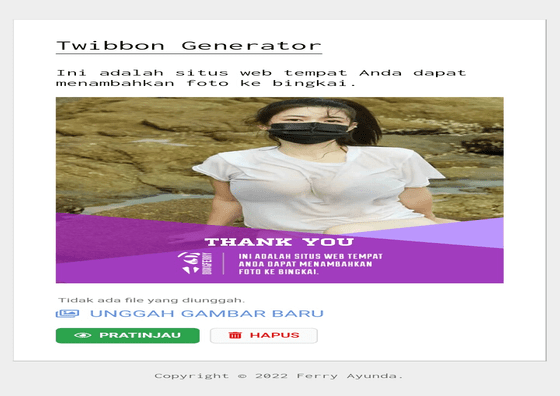 Twibbon Generator
Ini adalah situs web tempat Anda dapat
menambahkan foto ke bingkai.
THANK YOU
BRAFERRY
INI ADALAH SITUS WEB TEMPAT
ANDA DAPAT MENAMBAHKAN
FOTO KE BINGKAI.
Tidak ada file yang diunggah.
UNGGAH GAMBAR BARU
PRATINJAU
HAPUS
Copyright © 2022 Ferry Ayunda.